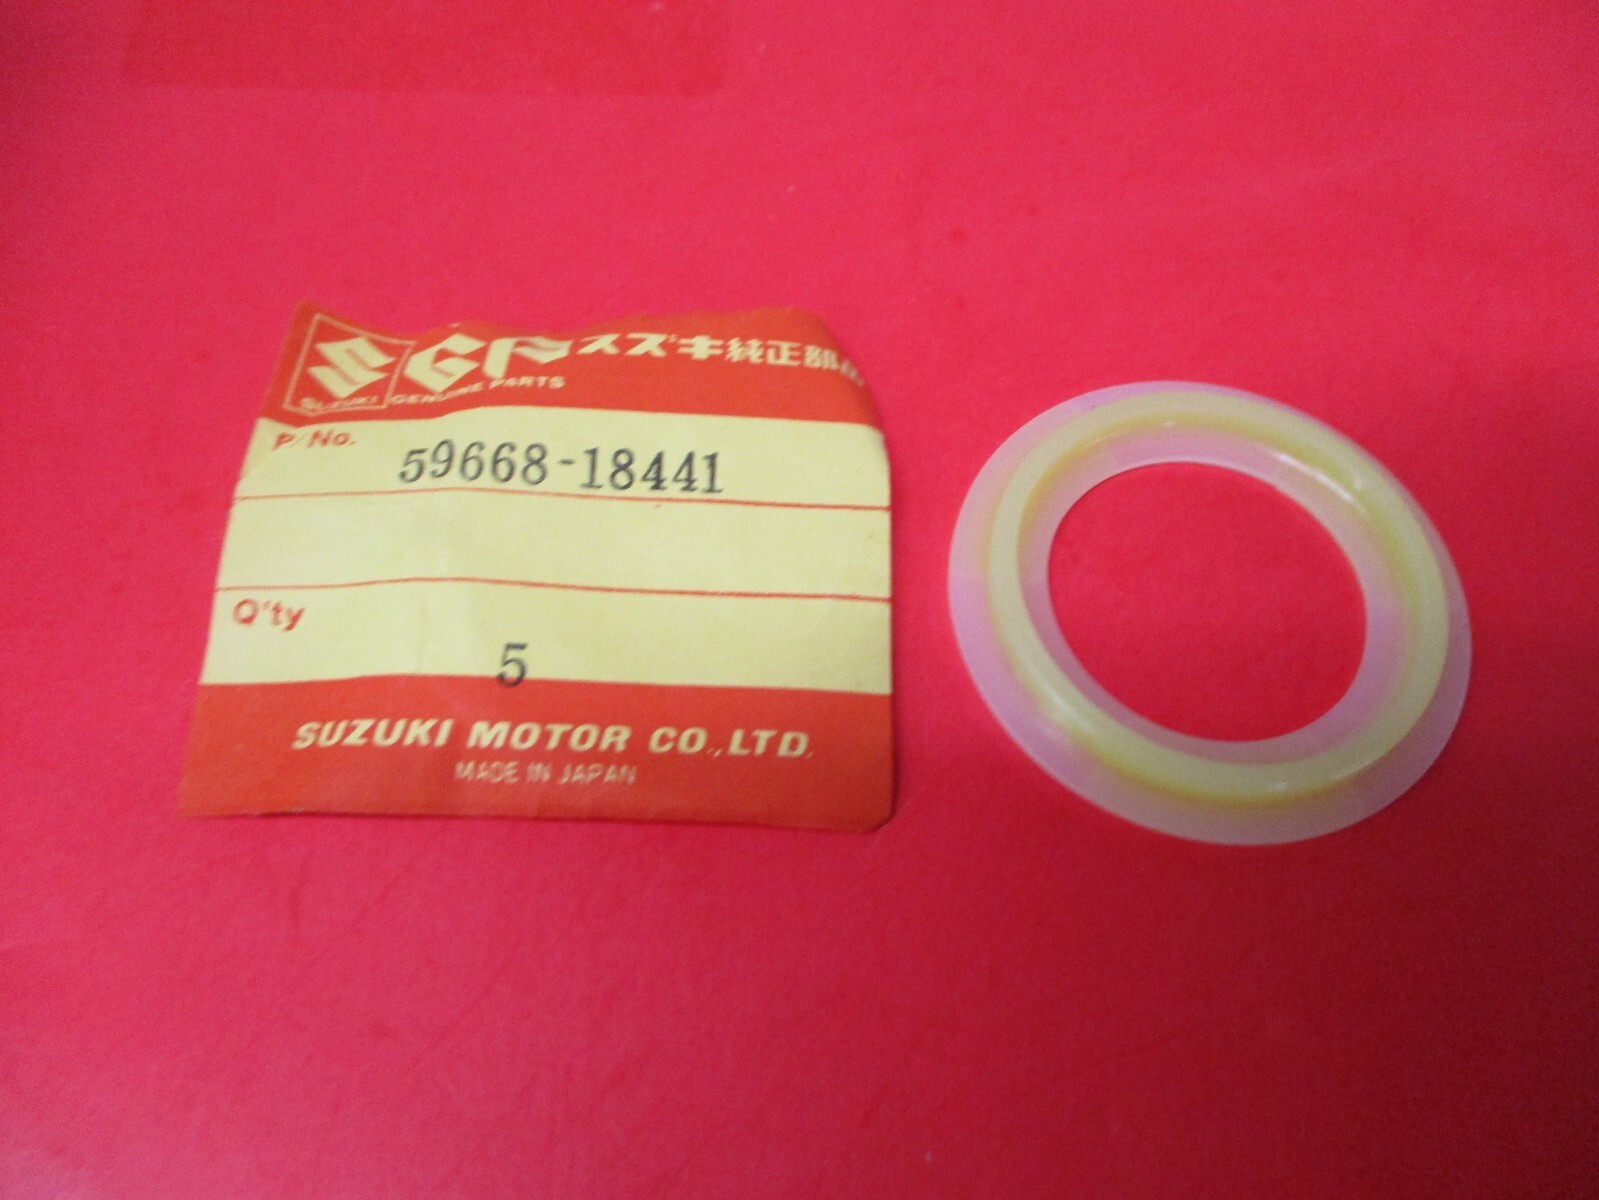 SGP スズキ純正部品
SUZUKI GENUINE PARTS
P/No. 59668-18441
Q'ty
5
SUZUKI MOTOR CO.,LTD.
MADE IN JAPAN